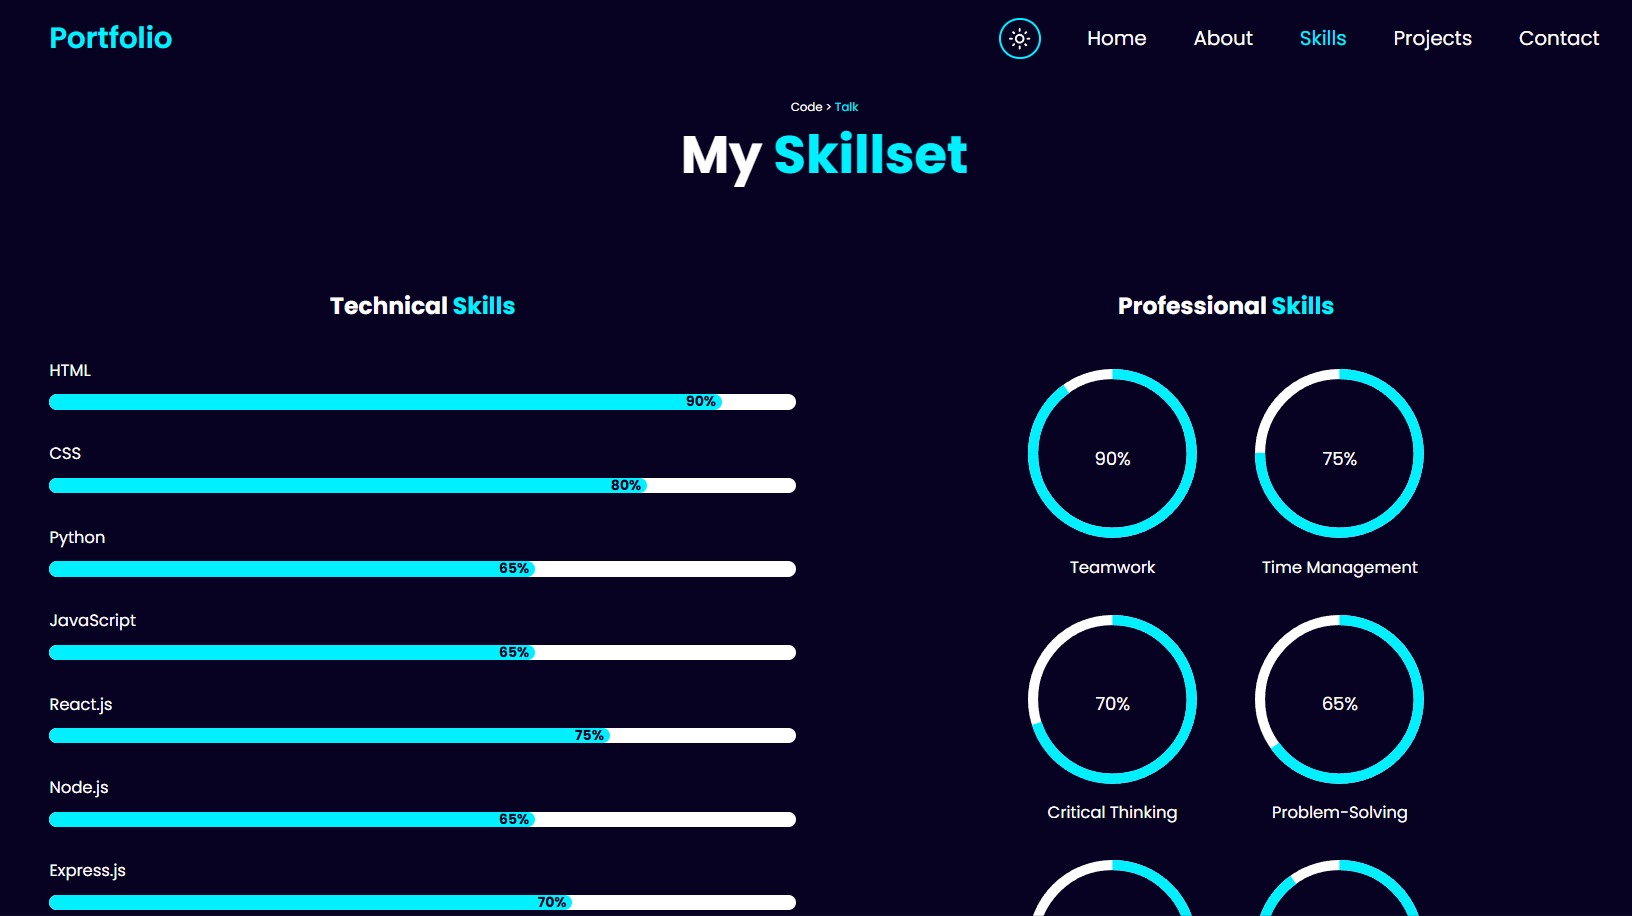 Portfolio
Home About Skills Projects Contact
Code > Talk
My Skillset
Technical Skills
HTML
90%
CSS
80%
Python
65%
JavaScript
65%
React.js
75%
Node.js
65%
Express.js
70%
Professional Skills
90% 75%
Teamwork Time Management
70% 65%
Critical Thinking Problem-Solving